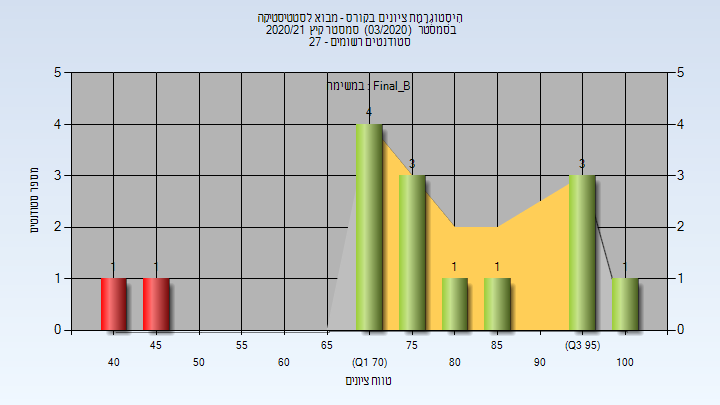 היסטוגרמת ציונים בקורס - מבוא לסטטיסטיקה
בסמסטר (03/2020) סמסטר קיץ 2020/21
סטודנטים רשומים - 27
במשימה : Final_B
5 5
4 4
3 3
2 2
1 1
0 0
4
3 3
1 1 1 1 1
מספר סטודנטים
45 55 65 75 85 (Q3 95)
40 50 60 (Q1 70) 80 90 100
טווח ציונים